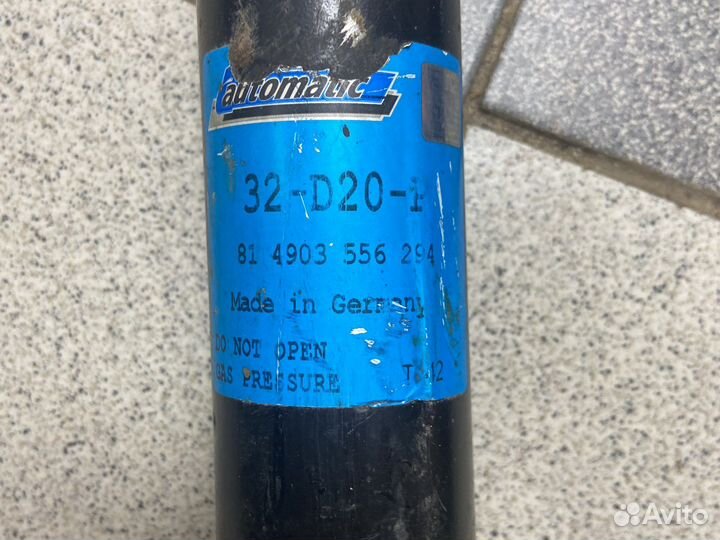 automatic
32-D20-
81 4903 556 294
Made in Germany
DO NOT OPEN
GAS PRESSURE
Avito